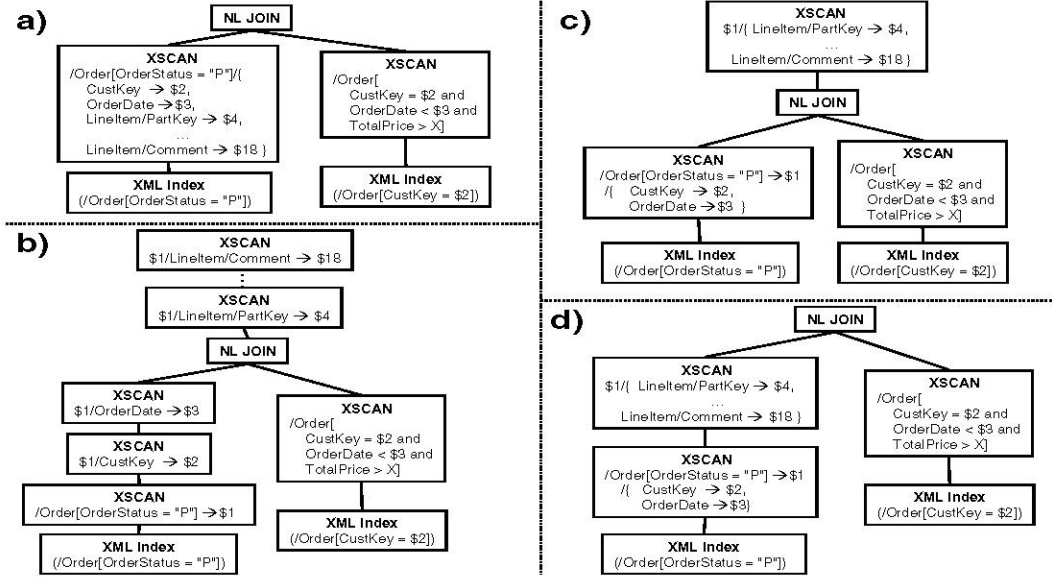 a)
NL JOIN
XSCAN
/Order[OrderStatus = "P"]/{
CustKey → $2,
OrderDate → $3,
LineItem/PartKey → $4,
...
LineItem/Comment → $18 }
XML Index
(/Order[OrderStatus = "P"])
XSCAN
/Order[
CustKey = $2 and
OrderDate < $3 and
TotalPrice > X]
XML Index
(/Order[CustKey = $2])
b)
XSCAN
$1/LineItem/Comment → $18
XSCAN
$1/LineItem/PartKey → $4
NL JOIN
XSCAN
$1/OrderDate → $3
XSCAN
$1/CustKey → $2
XSCAN
/Order[OrderStatus = "P"] → $1
XML Index
(/Order[OrderStatus = "P"])
XSCAN
/Order[
CustKey = $2 and
OrderDate < $3 and
TotalPrice > X]
XML Index
(/Order[CustKey = $2])
c)
XSCAN
$1/{ LineItem/PartKey → $4,
...
LineItem/Comment → $18 }
NL JOIN
XSCAN
/Order[OrderStatus = "P"] → $1
/{ CustKey → $2,
OrderDate → $3 }
XML Index
(/Order[OrderStatus = "P"])
XSCAN
/Order[
CustKey = $2 and
OrderDate < $3 and
TotalPrice > X]
XML Index
(/Order[CustKey = $2])
d)
NL JOIN
XSCAN
$1/{ LineItem/PartKey → $4,
...
LineItem/Comment → $18 }
XSCAN
/Order[OrderStatus = "P"] → $1
/{ CustKey → $2,
OrderDate → $3}
XML Index
(/Order[OrderStatus = "P"])
XSCAN
/Order[
CustKey = $2 and
OrderDate < $3 and
TotalPrice > X]
XML Index
(/Order[CustKey = $2])